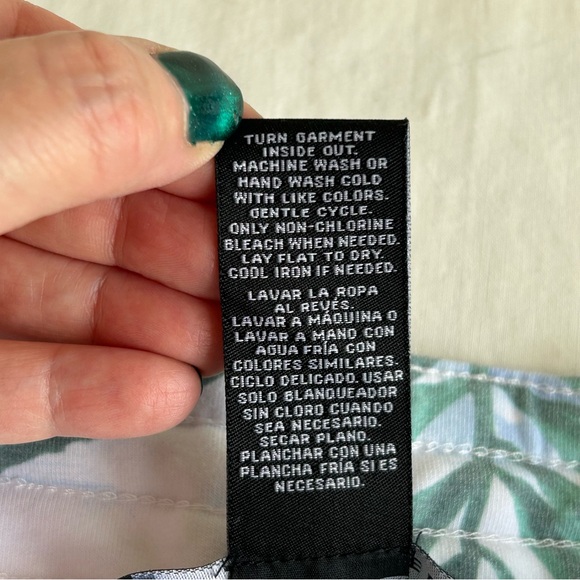 TURN GARMENT
INSIDE OUT.
MACHINE WASH OR
HAND WASH COLD
WITH LIKE COLORS.
GENTLE CYCLE.
ONLY NON-CHLORINE
BLEACH WHEN NEEDED.
LAY FLAT TO DRY.
COOL IRON IF NEEDED.
LAVAR LA ROPA
AL REVÉS.
LAVAR A MÁQUINA O
LAVAR A MANO CON
AGUA FRÍA CON
COLORES SIMILARES.
CICLO DELICADO. USAR
SOLO BLANQUEADOR
SIN CLORO CUANDO
SEA NECESARIO.
SECAR PLANO.
PLANCHAR CON UNA
PLANCHA FRÍA SI ES
NECESARIO.